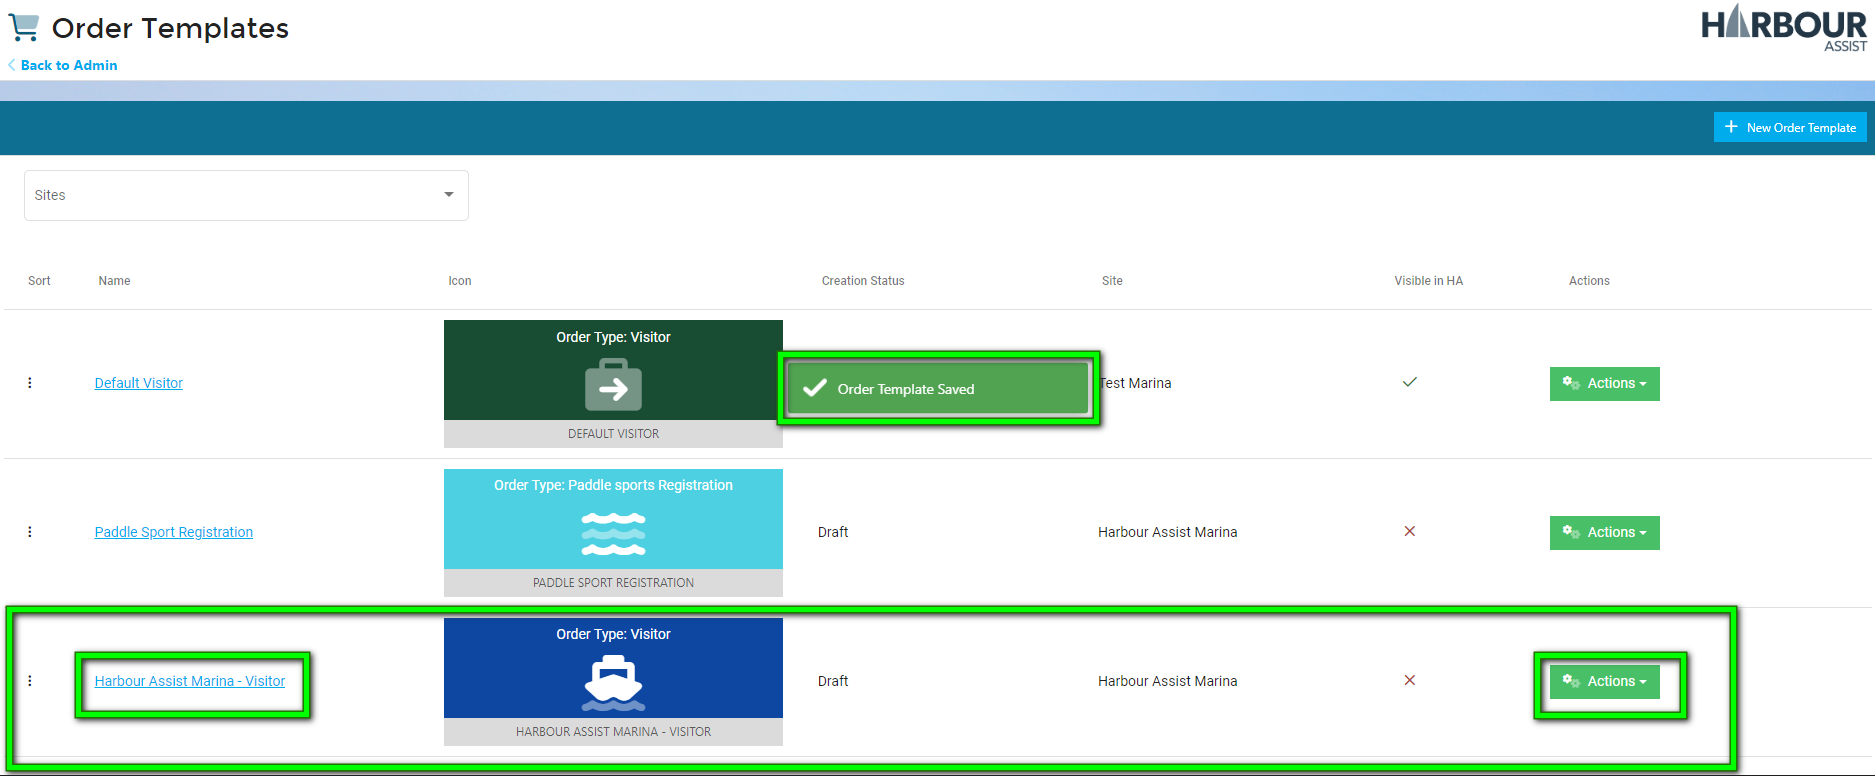 Order Templates
HARBOUR
ASSIST
Back to Admin
New Order Template
Sites
Sort Name Icon Creation Status Site Visible in HA Actions
Order Type: Visitor
Default Visitor
Order Template Saved
Test Marina
Actions
DEFAULT VISITOR
Order Type: Paddle sports Registration
Paddle Sport Registration
Draft
Harbour Assist Marina
Actions
PADDLE SPORT REGISTRATION
Order Type: Visitor
Harbour Assist Marina - Visitor
Draft
Harbour Assist Marina
Actions
HARBOUR ASSIST MARINA - VISITOR